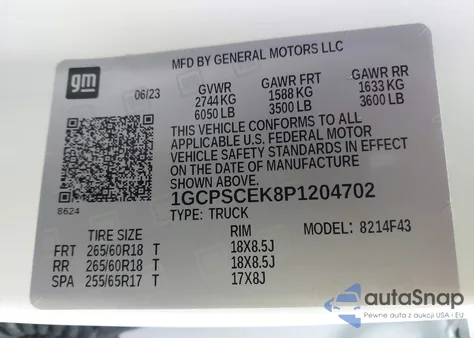 MFD BY GENERAL MOTORS LLC
gm
06/23 GVWR GAWR FRT GAWR RR
2744 KG 1588 KG 1633 KG
6050 LB 3500 LB 3600 LB
THIS VEHICLE CONFORMS TO ALL
APPLICABLE U.S. FEDERAL MOTOR
VEHICLE SAFETY STANDARDS IN EFFECT
ON THE DATE OF MANUFACTURE
SHOWN ABOVE.
8624
1GCPSCEK8P1204702
TYPE: TRUCK
TIRE SIZE RIM MODEL: 8214F43
FRT 265/60R18 T 18X8.5J
RR 265/60R18 T 18X8.5J
SPA 255/65R17 T 17X8J
autoSnap
Pewne auta z aukcji USA i EU